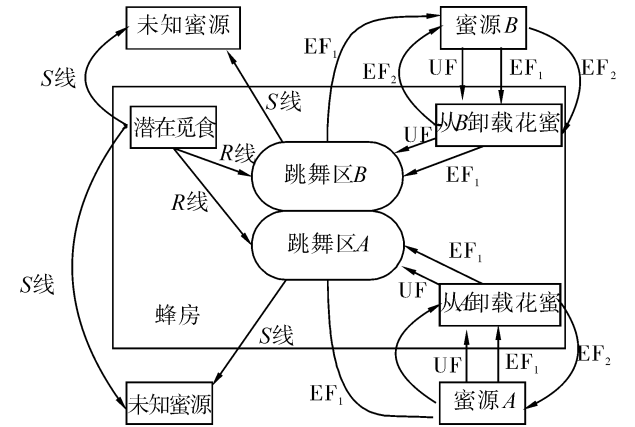 未知蜜源
EF₁
蜜源B
S线
EF₂
UF
EF₁
EF₂
S线
潜在觅食
从B卸载花蜜
UF
R线
跳舞区B
EF₁
R线
跳舞区A
EF₁
S线
UF
从A卸载花蜜
蜂房
S线
UF
EF₁
EF₂
未知蜜源
EF₁
蜜源A